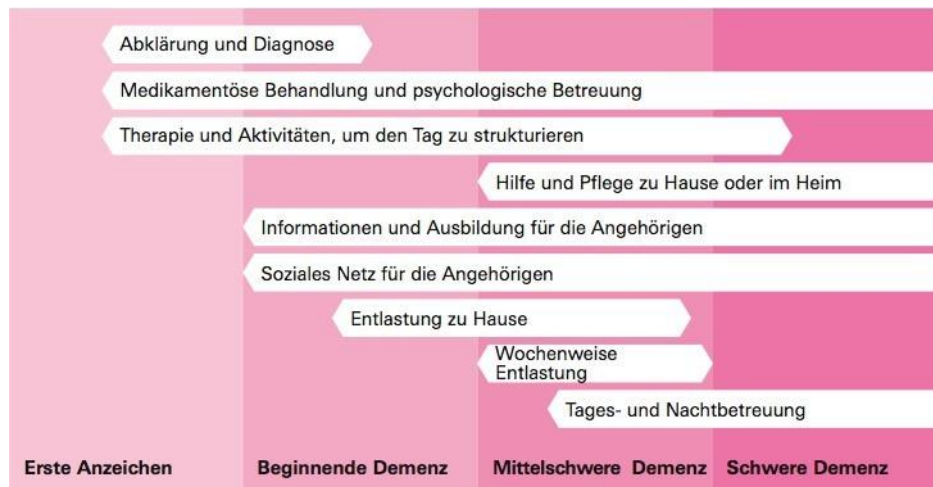 Abklärung und Diagnose
Medikamentöse Behandlung und psychologische Betreuung
Therapie und Aktivitäten, um den Tag zu strukturieren
Hilfe und Pflege zu Hause oder im Heim
Informationen und Ausbildung für die Angehörigen
Soziales Netz für die Angehörigen
Entlastung zu Hause
Wochenweise
Entlastung
Tages- und Nachtbetreuung
Erste Anzeichen
Beginnende Demenz
Mittelschwere Demenz
Schwere Demenz